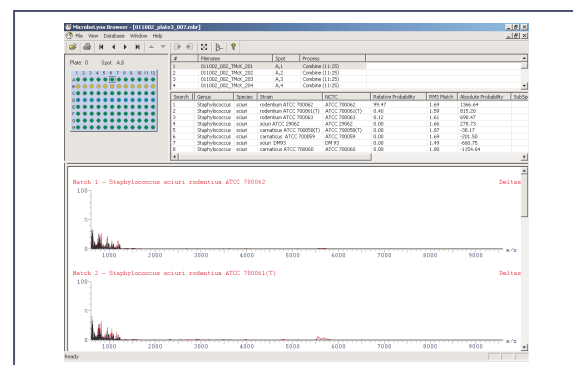 MicrobeLynx Browser - [011002_plate3_007.mbr]
File View Database Window Help
Plate: 0 Spot A,6
1 2 3 4 5 6 7 8 9 10 11 12
A
B
C
D
E
F
G
H
# Filename Spot Process
1 011002_002_TMcK_201 A,1 Combine (11:25)
2 011002_002_TMcK_202 A,2 Combine (11:25)
3 011002_002_TMcK_203 A,3 Combine (11:25)
4 011002_002_TMcK_204 A,4 Combine (11:25)
Search Genus Species Strain NCTC Relative Probability RMS Match Absolute Probability SubSp
1 Staphylococcus sciuri rodentium ATCC 700062 ATCC 700062 99.47 1.69 1366.64
2 Staphylococcus sciuri rodentium ATCC 700061(T) ATCC 700061(T) 0.40 1.59 815.20
3 Staphylococcus sciuri rodentium ATCC 700063 ATCC 700063 0.12 1.61 698.47
4 Staphylococcus sciuri sciuri ATCC 29062 ATCC 29062 0.00 1.66 270.73
5 Staphylococcus sciuri carnaticus ATCC 700058(T) ATCC 700058(T) 0.00 1.87 -38.17
6 Staphylococcus sciuri carnaticus ATCC 700059 ATCC 700059 0.00 1.69 -201.50
7 Staphylococcus sciuri sciuri DM93 DM 93 0.00 1.49 -660.75
8 Staphylococcus sciuri carnaticus ATCC 700060 ATCC 700060 0.00 1.88 -1154.64
Match 1 - Staphylococcus sciuri rodentium ATCC 700062 Deltas
100
%
0
1000 2000 3000 4000 5000 6000 7000 8000 9000 m/z
Match 2 - Staphylococcus sciuri rodentium ATCC 700061(T) Deltas
100
%
0
1000 2000 3000 4000 5000 6000 7000 8000 9000 m/z
Ready